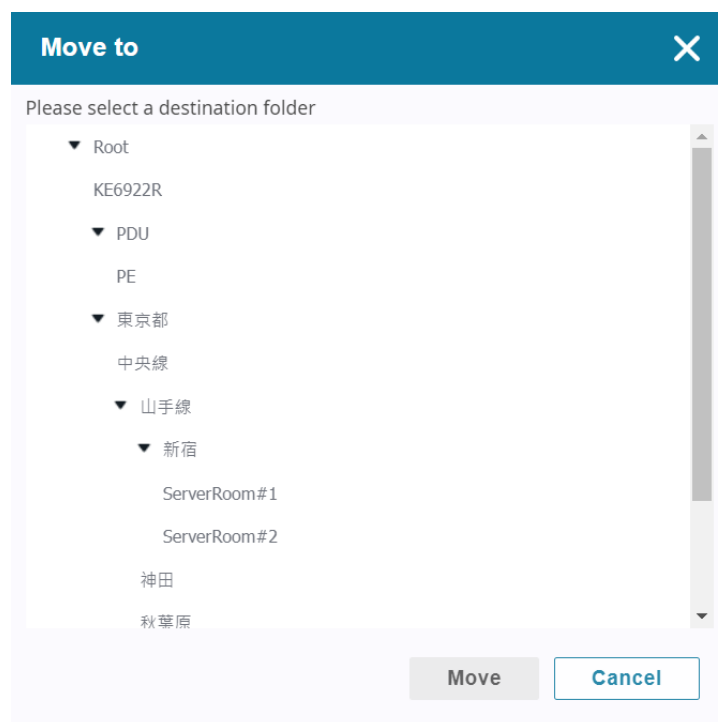 Move to
Please select a destination folder
Root
KE6922R
PDU
PE
東京都
中央線
山手線
新宿
ServerRoom#1
ServerRoom#2
神田
秋葉原
Move
Cancel